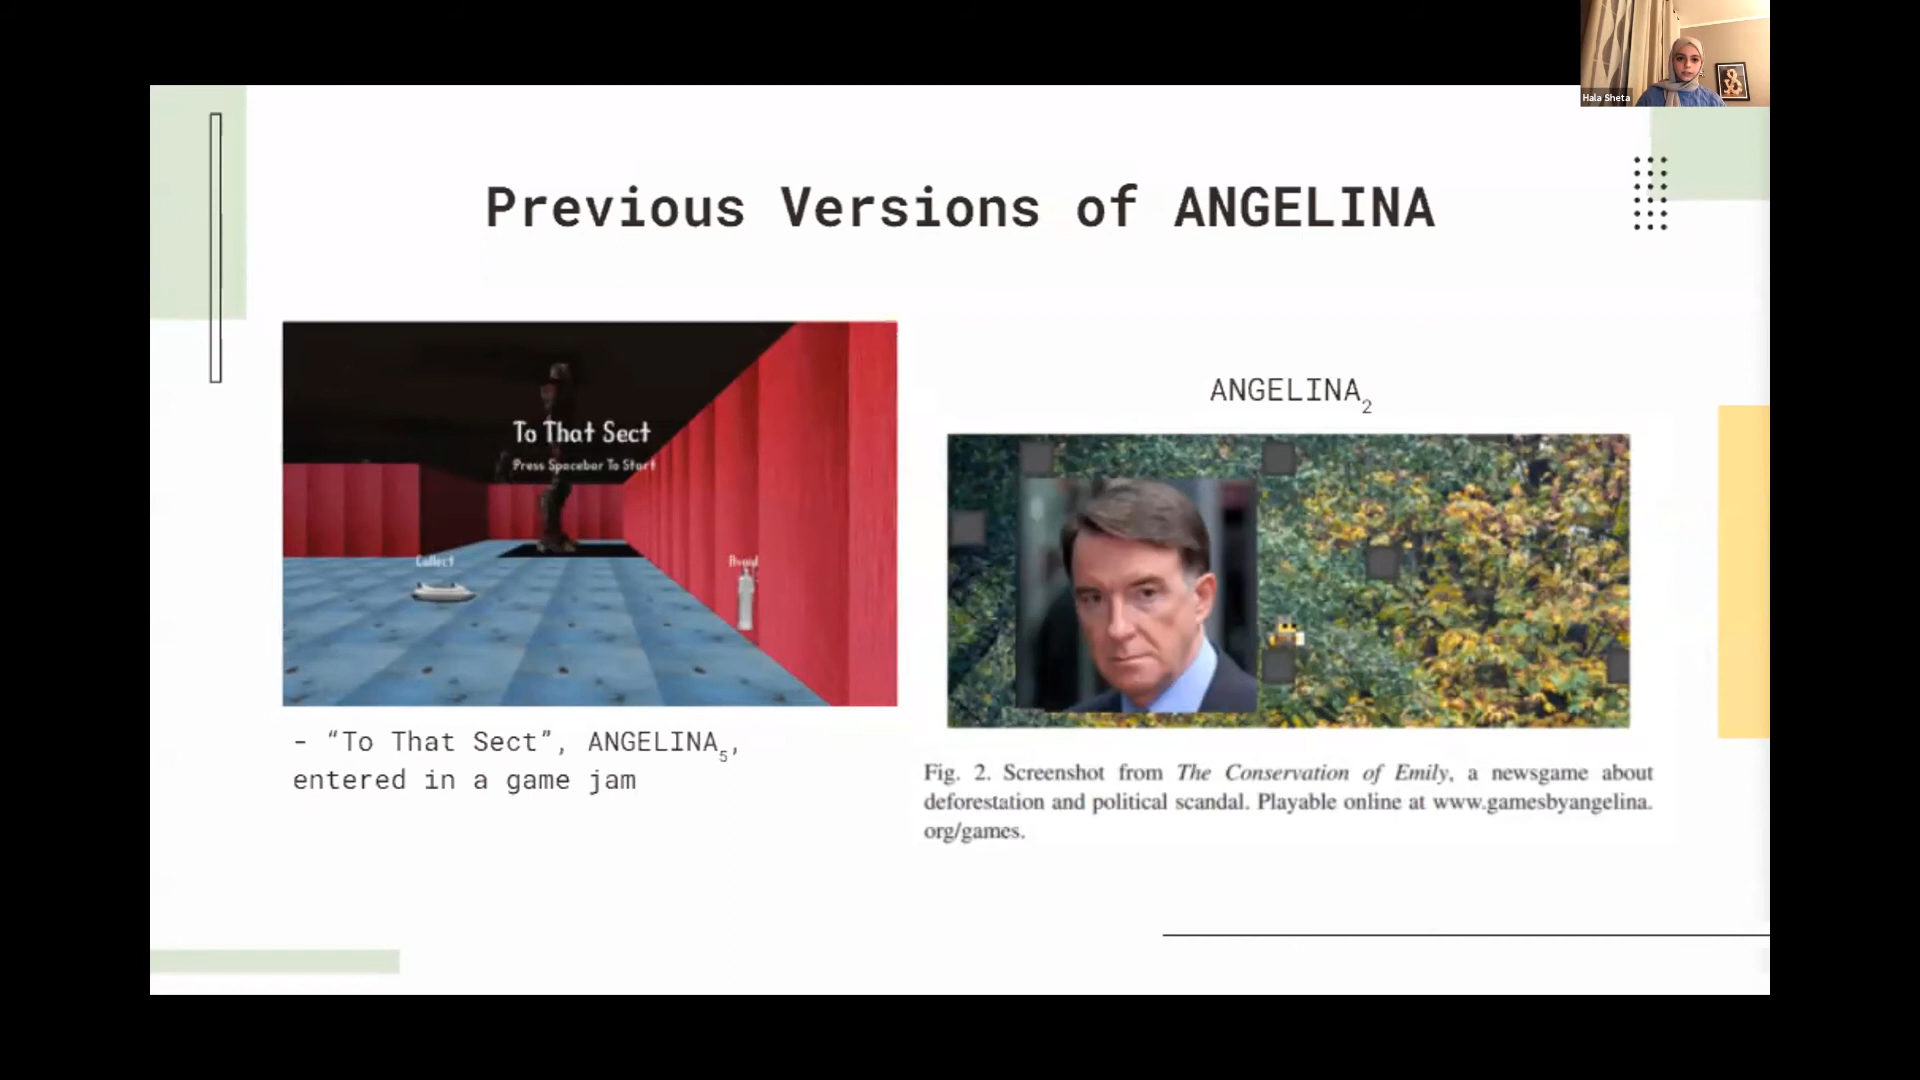 Hala Sheta
Previous Versions of ANGELINA
To That Sect
Press Spacebar To Start
Collect
Avoid
- “To That Sect”, ANGELINA5,
entered in a game jam
ANGELINA2
Fig. 2. Screenshot from The Conservation of Emily, a newsgame about
deforestation and political scandal. Playable online at www.gamesbyangelina.
org/games.